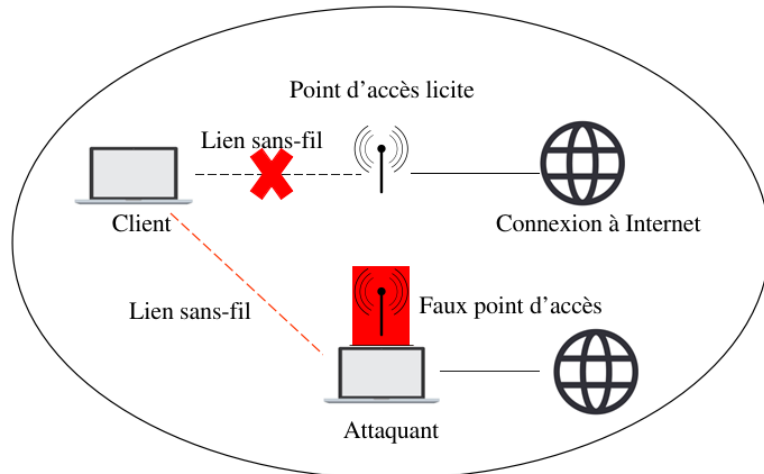 Point d'accès licite
Lien sans-fil
Client
Connexion à Internet
Lien sans-fil
Faux point d'accès
Attaquant